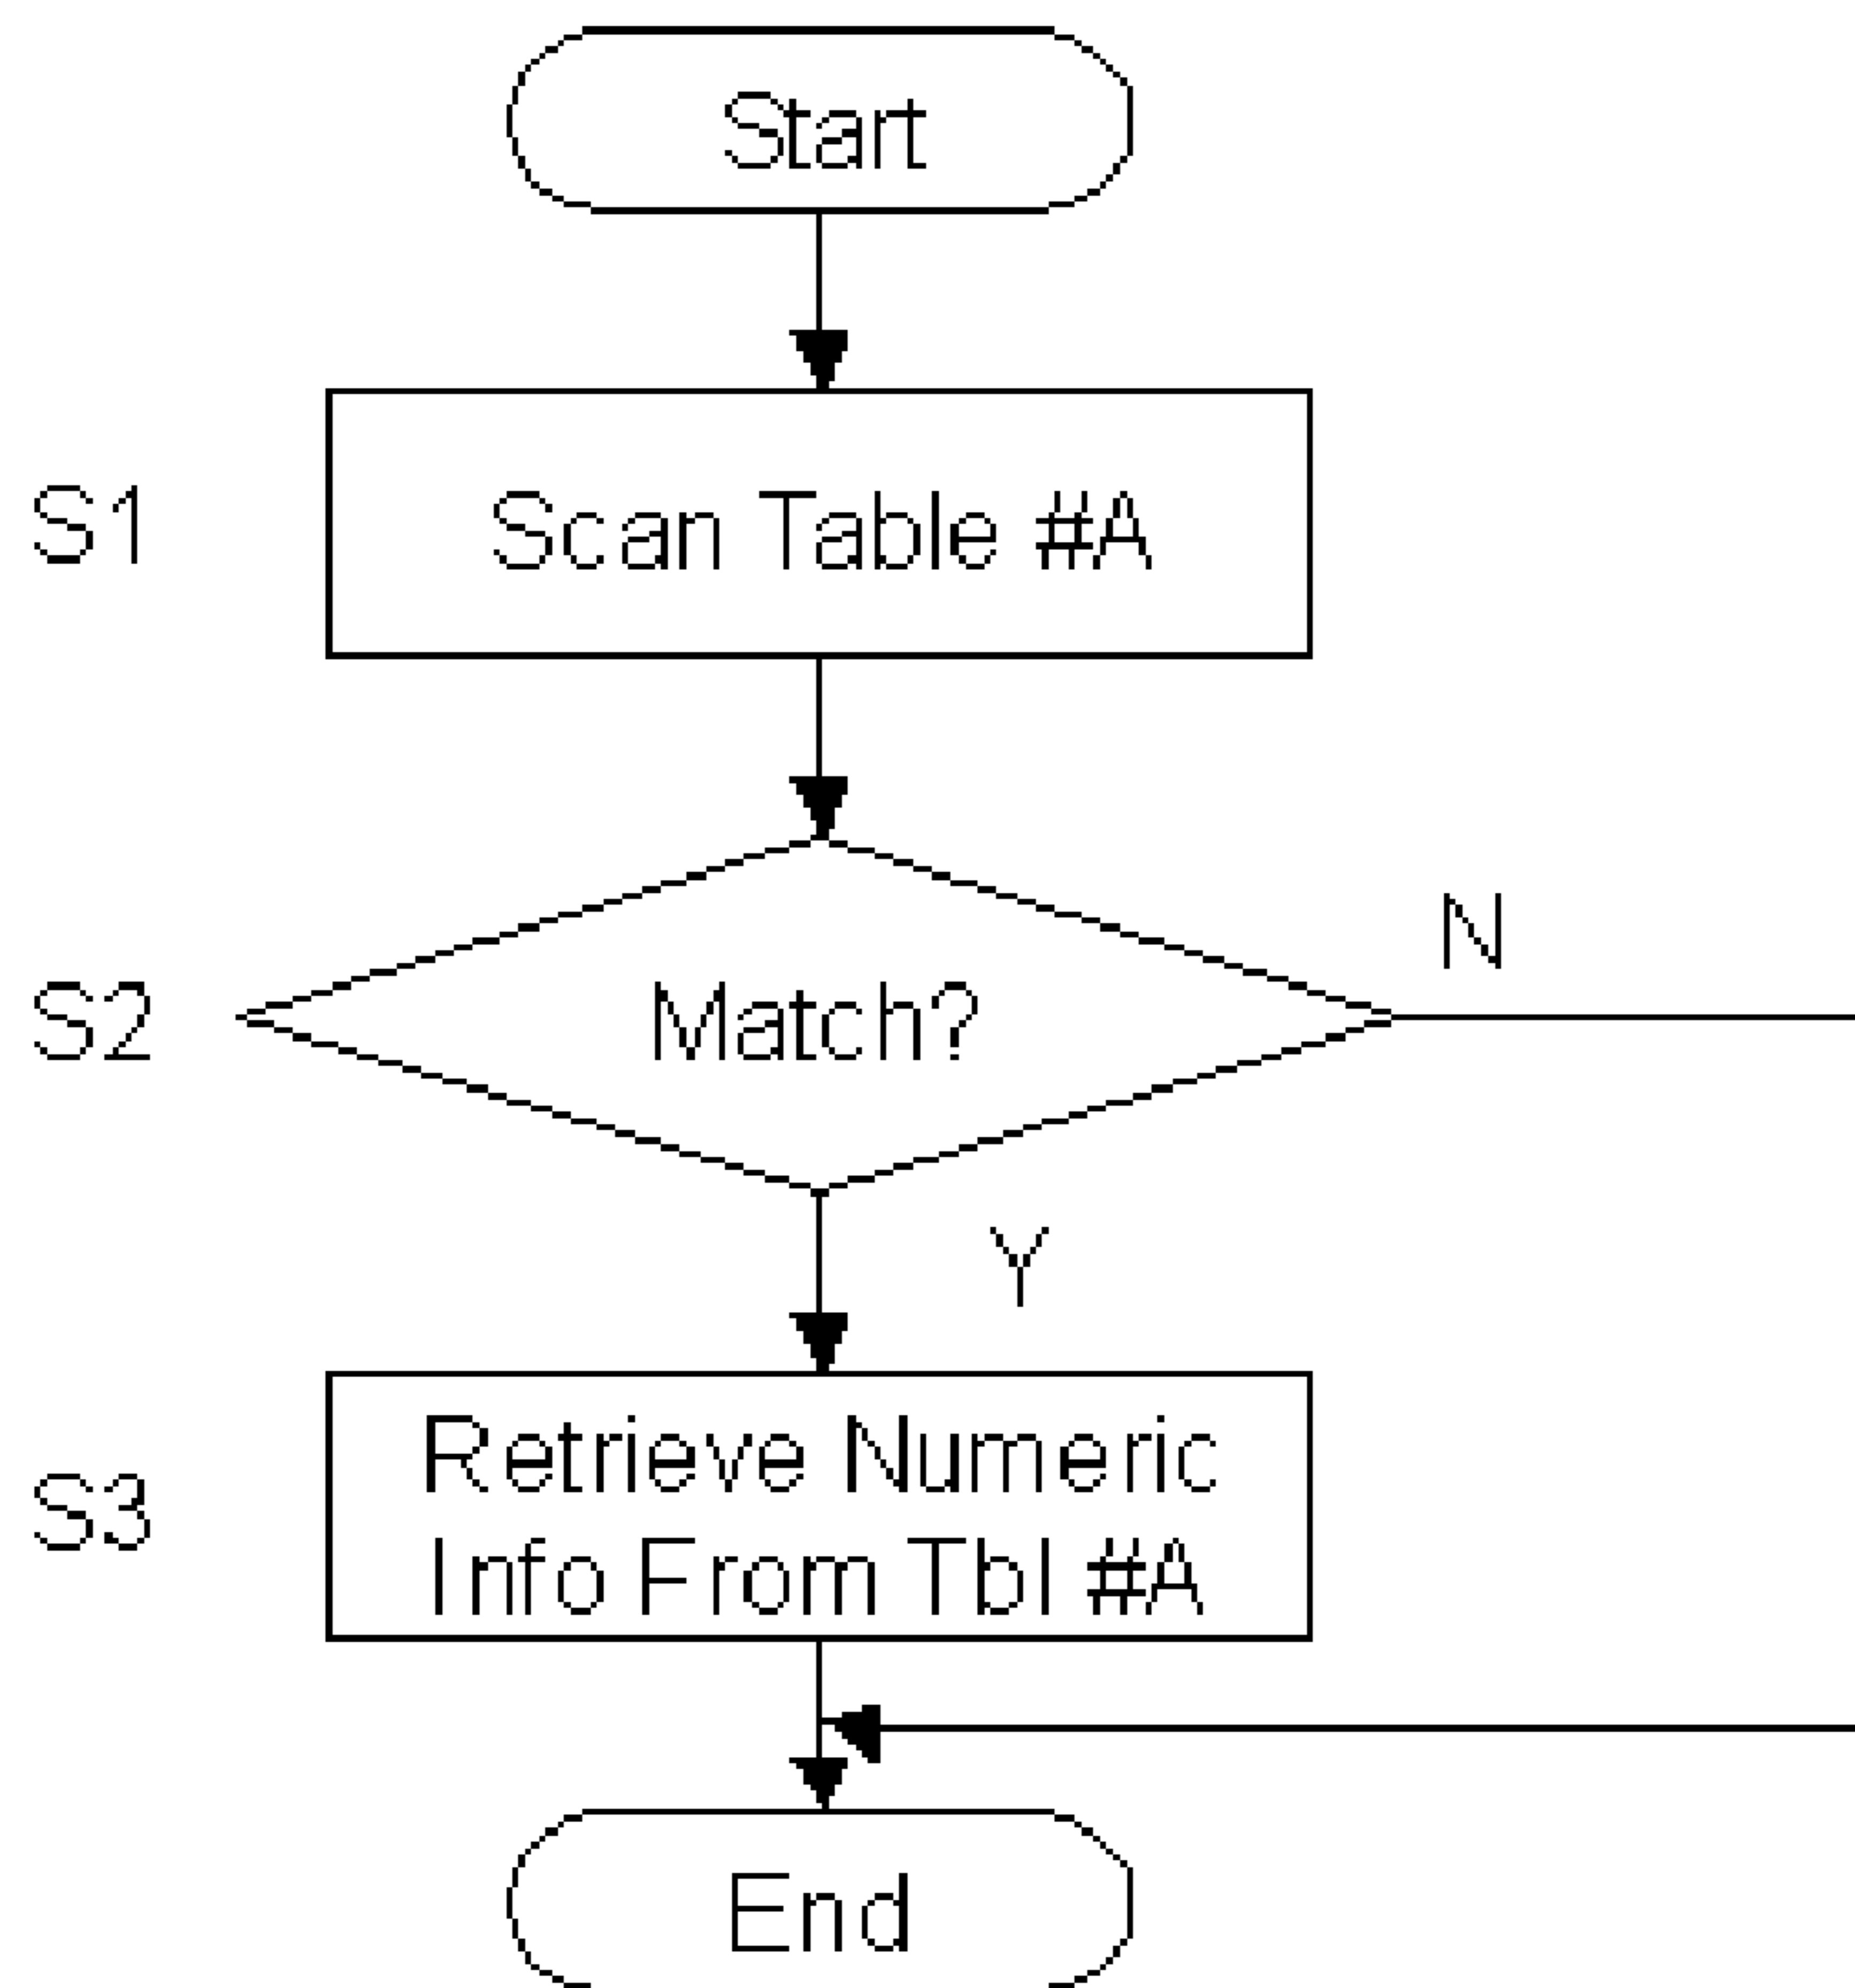 Start
S1
Scan Table #A
N
S2
Match?
Y
S3
Retrieve Numeric
Info From Tbl #A
End